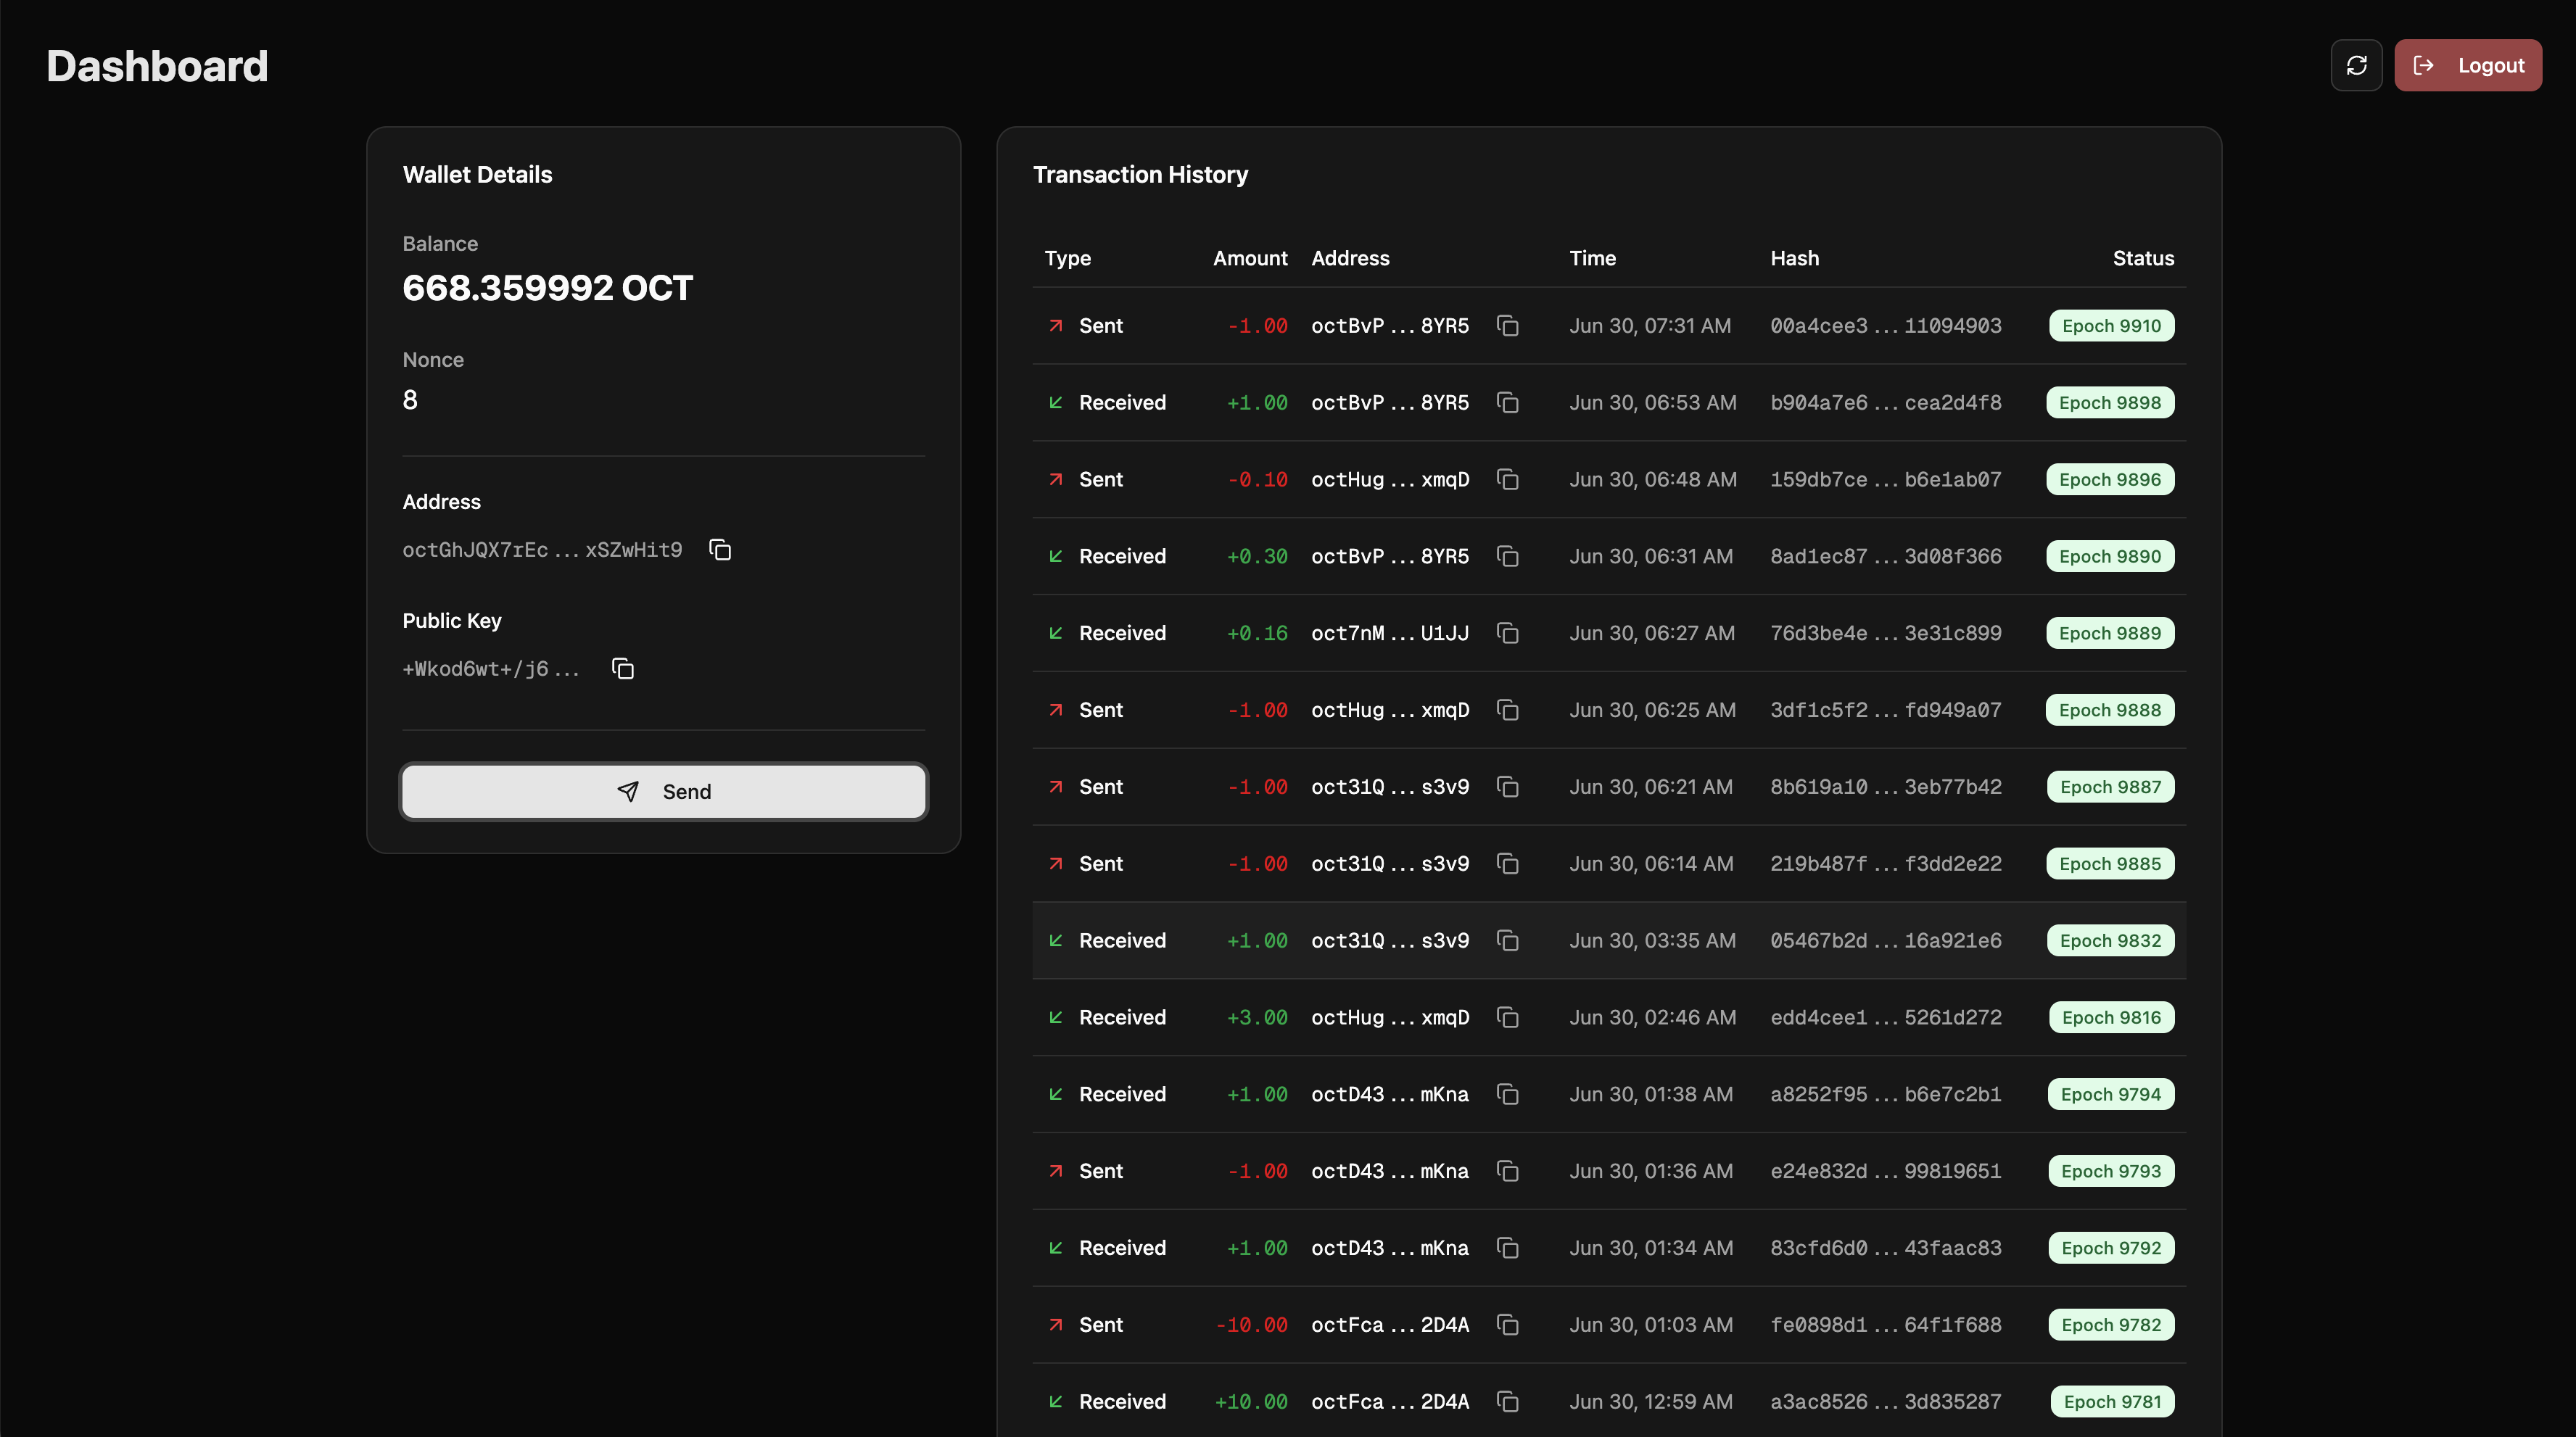 Dashboard
Logout
Wallet Details
Balance
668.359992 OCT
Nonce
8
Address
octGhJQX7rEc...xSZwHit9
Public Key
+Wkod6wt+/j6...
Send
Transaction History
Type Amount Address Time Hash Status
Sent -1.00 octBvP...8YR5 Jun 30, 07:31 AM 00a4cee3...11094903 Epoch 9910
Received +1.00 octBvP...8YR5 Jun 30, 06:53 AM b904a7e6...cea2d4f8 Epoch 9898
Sent -0.10 octHug...xmqD Jun 30, 06:48 AM 159db7ce...b6e1ab07 Epoch 9896
Received +0.30 octBvP...8YR5 Jun 30, 06:31 AM 8ad1ec87...3d08f366 Epoch 9890
Received +0.16 oct7nM...U1JJ Jun 30, 06:27 AM 76d3be4e...3e31c899 Epoch 9889
Sent -1.00 octHug...xmqD Jun 30, 06:25 AM 3df1c5f2...fd949a07 Epoch 9888
Sent -1.00 oct31Q...s3v9 Jun 30, 06:21 AM 8b619a10...3eb77b42 Epoch 9887
Sent -1.00 oct31Q...s3v9 Jun 30, 06:14 AM 219b487f...f3dd2e22 Epoch 9885
Received +1.00 oct31Q...s3v9 Jun 30, 03:35 AM 05467b2d...16a921e6 Epoch 9832
Received +3.00 octHug...xmqD Jun 30, 02:46 AM edd4cee1...5261d272 Epoch 9816
Received +1.00 octD43...mKna Jun 30, 01:38 AM a8252f95...b6e7c2b1 Epoch 9794
Sent -1.00 octD43...mKna Jun 30, 01:36 AM e24e832d...99819651 Epoch 9793
Received +1.00 octD43...mKna Jun 30, 01:34 AM 83cfd6d0...43faac83 Epoch 9792
Sent -10.00 octFca...2D4A Jun 30, 01:03 AM fe0898d1...64f1f688 Epoch 9782
Received +10.00 octFca...2D4A Jun 30, 12:59 AM a3ac8526...3d835287 Epoch 9781